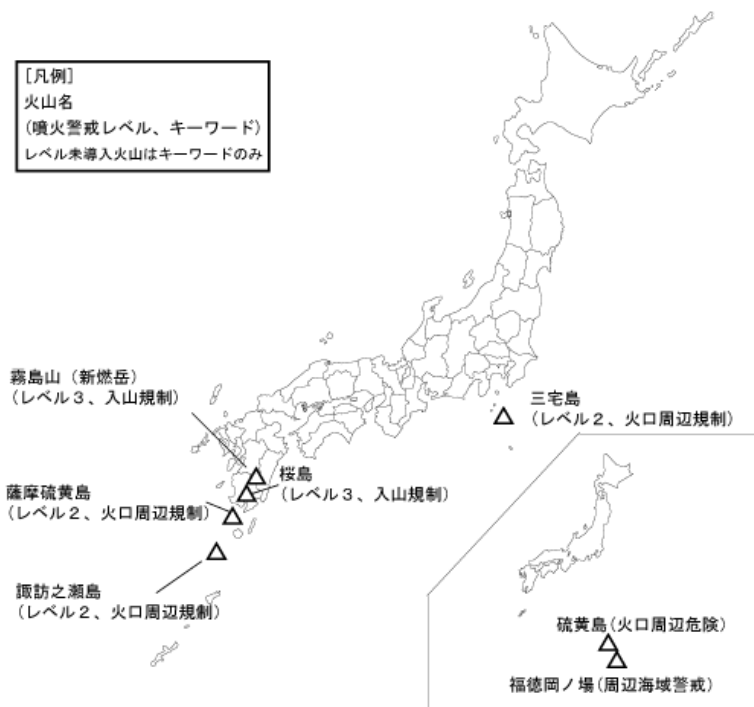 [凡例]
火山名
(噴火警戒レベル、キーワード)
レベル未導入火山はキーワードのみ
霧島山（新燃岳）
(レベル３、入山規制)
三宅島
(レベル２、火口周辺規制)
桜島
(レベル３、入山規制)
薩摩硫黄島
(レベル２、火口周辺規制)
諏訪之瀬島
(レベル２、火口周辺規制)
硫黄島(火口周辺危険)
福徳岡ノ場(周辺海域警戒)